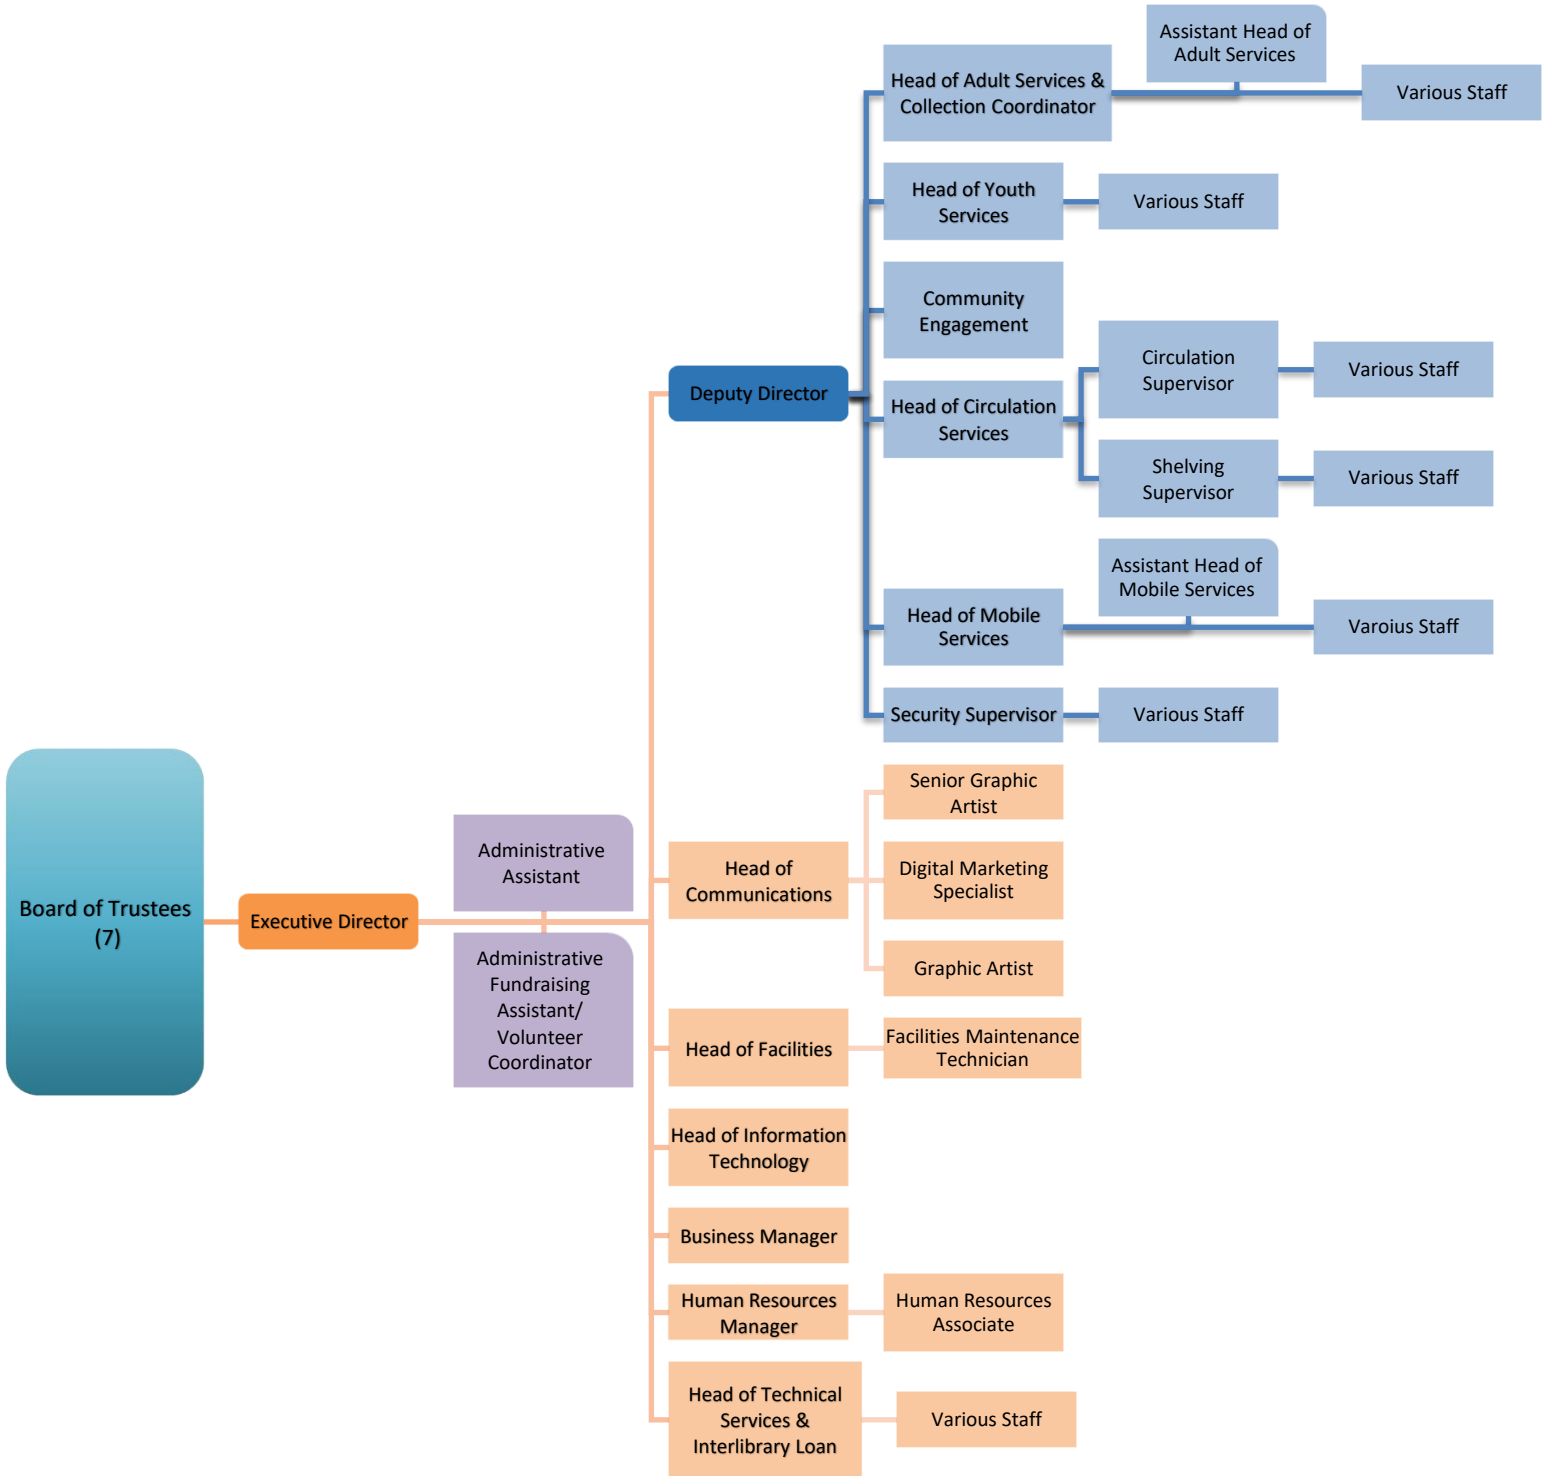 Assistant Head of
Adult Services
Head of Adult Services &
Collection Coordinator
Various Staff
Head of Youth
Services
Various Staff
Community
Engagement
Deputy Director
Head of Circulation
Services
Circulation
Supervisor
Various Staff
Shelving
Supervisor
Various Staff
Assistant Head of
Mobile Services
Head of Mobile
Services
Varoius Staff
Security Supervisor
Various Staff
Board of Trustees
(7)
Executive Director
Administrative
Assistant
Administrative
Fundraising
Assistant/
Volunteer
Coordinator
Head of
Communications
Senior Graphic
Artist
Digital Marketing
Specialist
Graphic Artist
Head of Facilities
Facilities Maintenance
Technician
Head of Information
Technology
Business Manager
Human Resources
Manager
Human Resources
Associate
Head of Technical
Services &
Interlibrary Loan
Various Staff